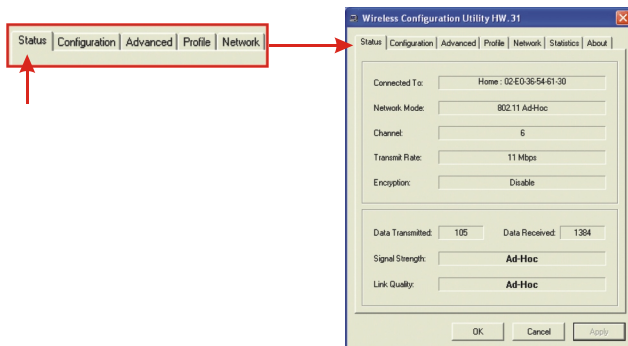 Status Configuration Advanced Profile Network
Wireless Configuration Utility HW.31
Status Configuration Advanced Profile Network Statistics About
Connected To: Home : 02-E0-36-54-61-30
Network Mode: 802.11 Ad-Hoc
Channel: 6
Transmit Rate: 11 Mbps
Encryption: Disable
Data Transmitted: 105 Data Received: 1384
Signal Strength: Ad-Hoc
Link Quality: Ad-Hoc
OK Cancel Apply